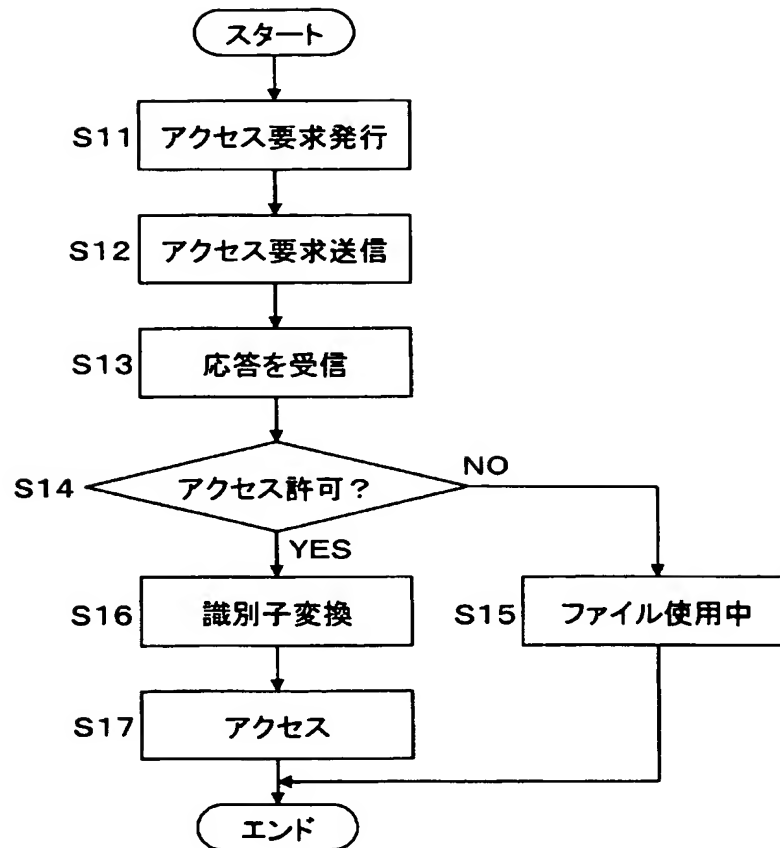 スタート
S11 アクセス要求発行
S12 アクセス要求送信
S13 応答を受信
S14 アクセス許可？ NO
YES
S16 識別子変換
S15 ファイル使用中
S17 アクセス
エンド